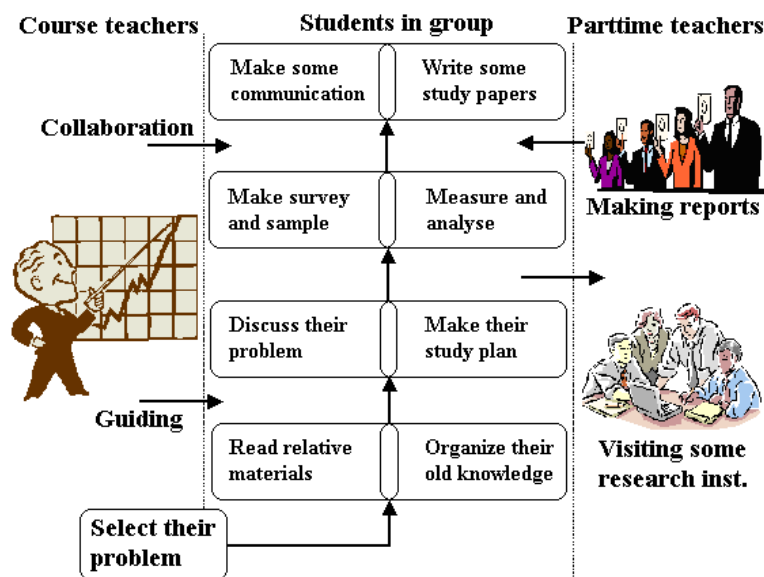 Course teachers
Students in group
Parttime teachers
Make some
communication
Write some
study papers
Collaboration
Make survey
and sample
Measure and
analyse
Making reports
Discuss their
problem
Make their
study plan
Guiding
Read relative
materials
Organize their
old knowledge
Visiting some
research inst.
Select their
problem